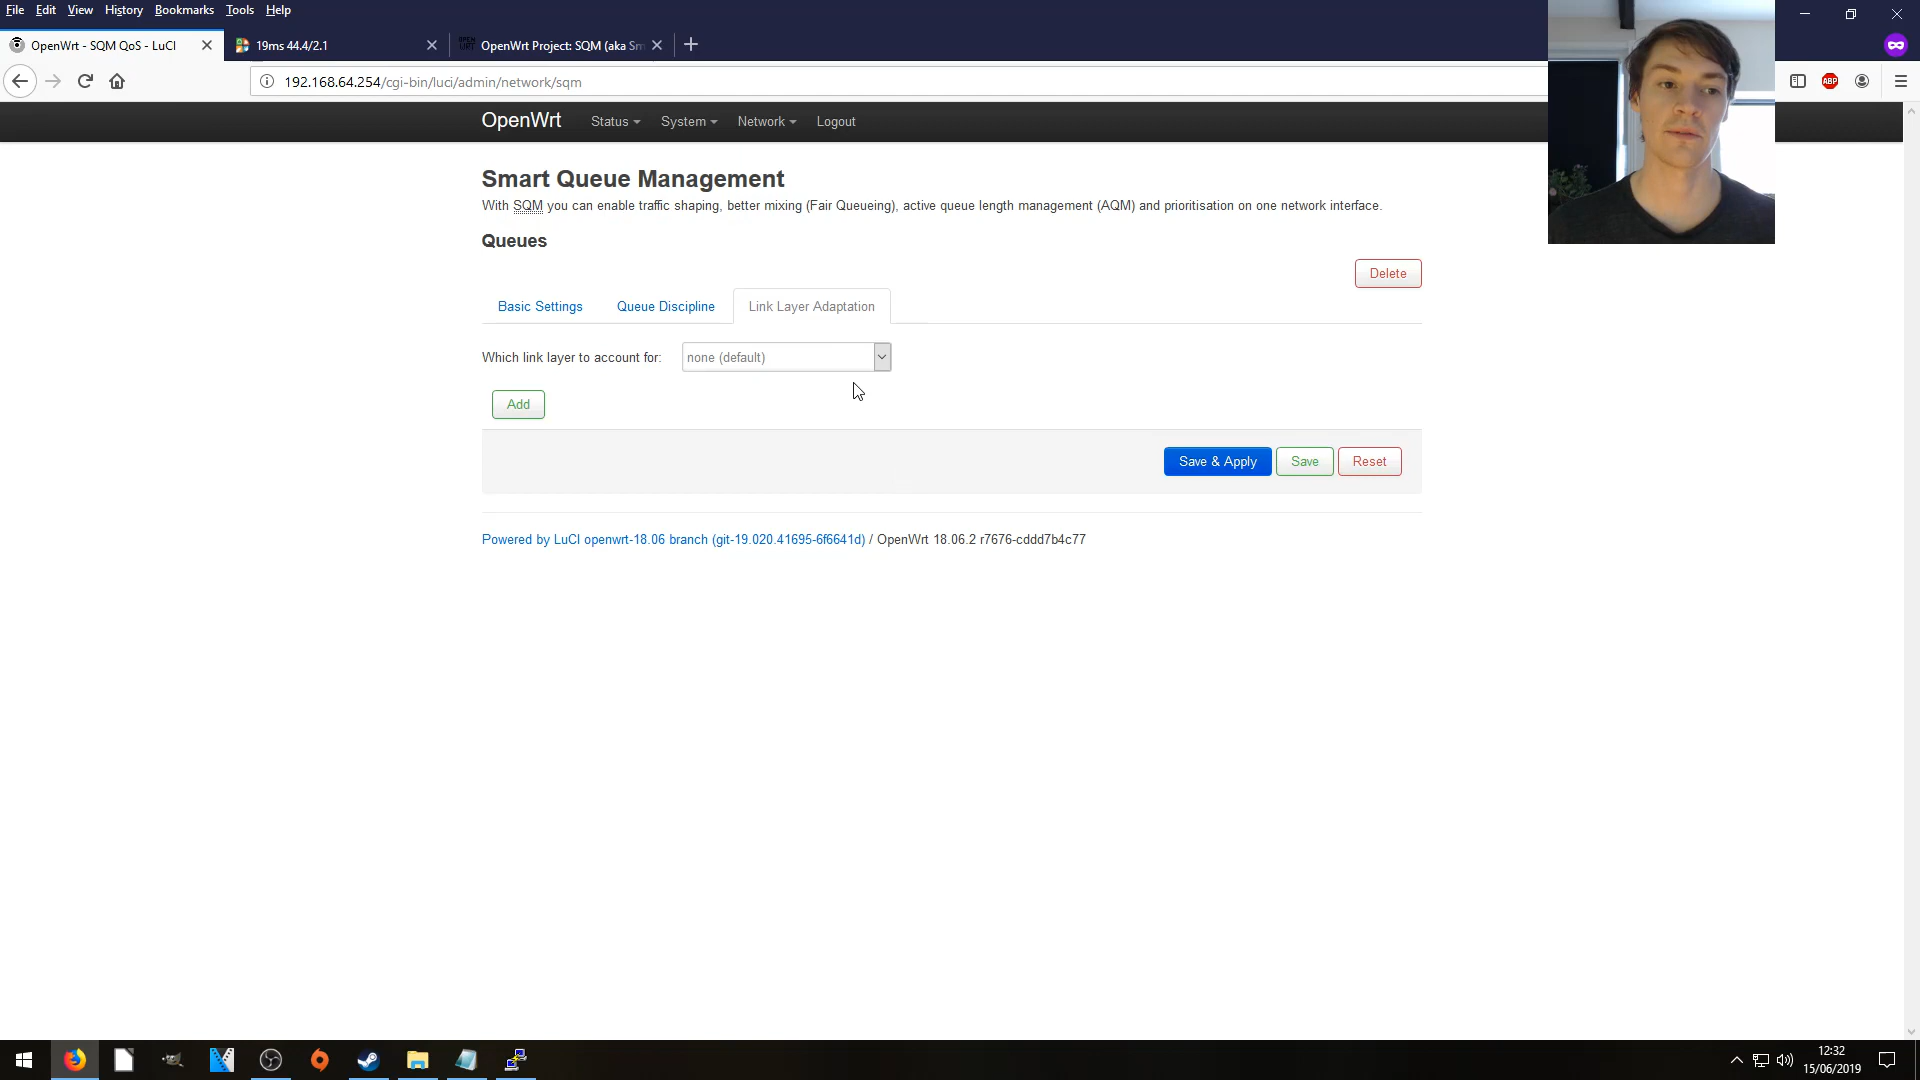 File Edit View History Bookmarks Tools Help
OpenWrt - SQM QoS - LuCI
19ms 44.4/2.1
OpenWrt Project: SQM (aka Sm
192.168.64.254/cgi-bin/luci/admin/network/sqm
ABP
OpenWrt Status System Network Logout
Smart Queue Management
With SQM you can enable traffic shaping, better mixing (Fair Queueing), active queue length management (AQM) and prioritisation on one network interface.
Queues
Delete
Basic Settings Queue Discipline Link Layer Adaptation
Which link layer to account for: none (default)
Add
Save & Apply Save Reset
Powered by LuCI openwrt-18.06 branch (git-19.020.41695-6f6641d) / OpenWrt 18.06.2 r7676-cddd7b4c77
12:32
15/06/2019